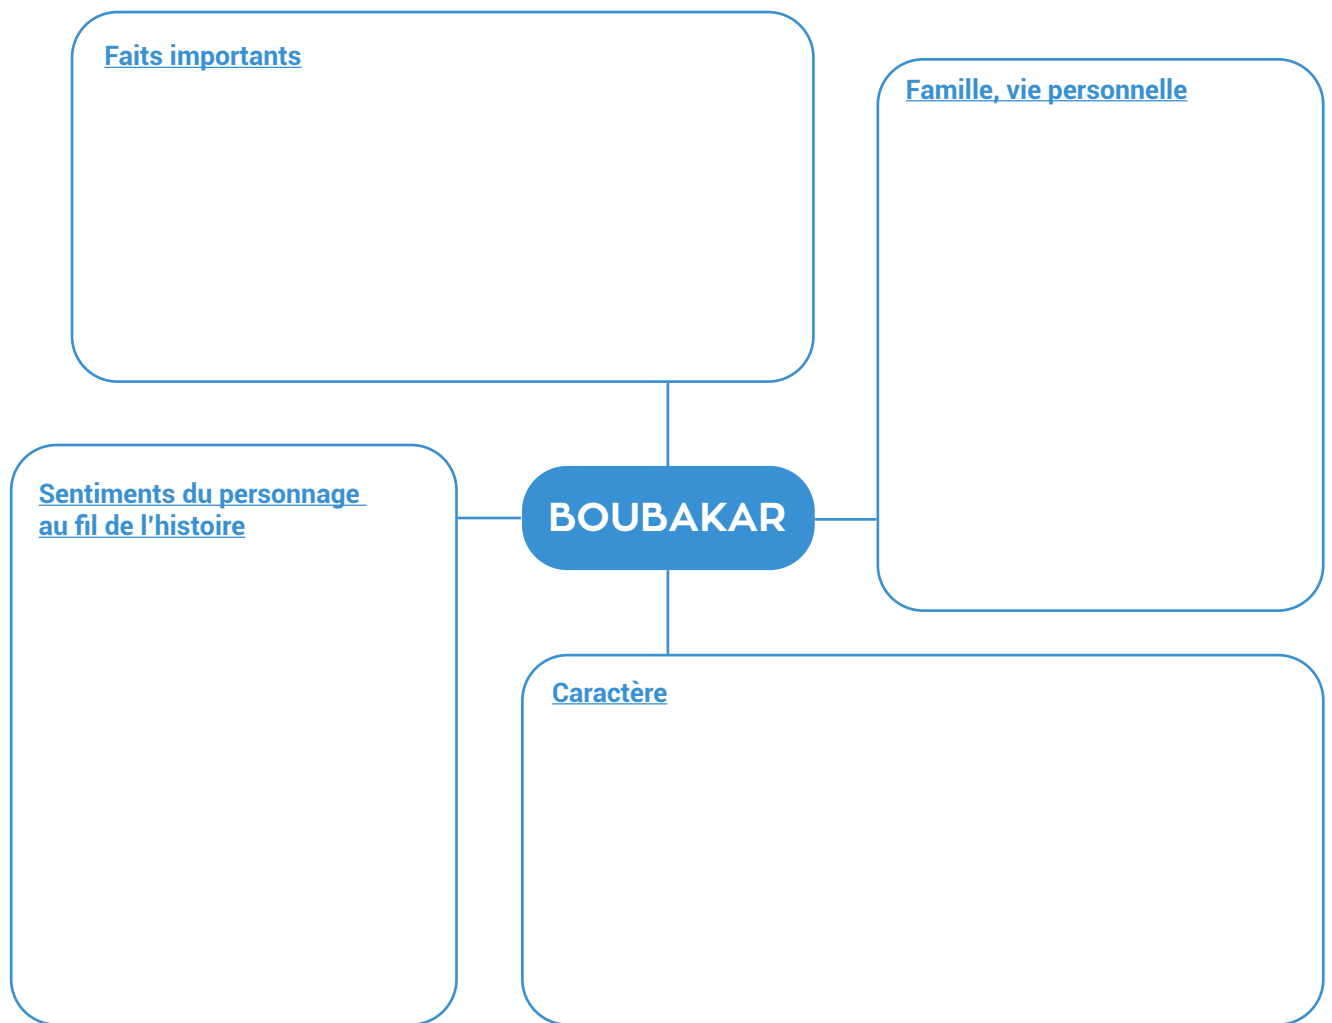 Faits importants
Famille, vie personnelle
Sentiments du personnage
au fil de l'histoire
BOUBAKAR
Caractère